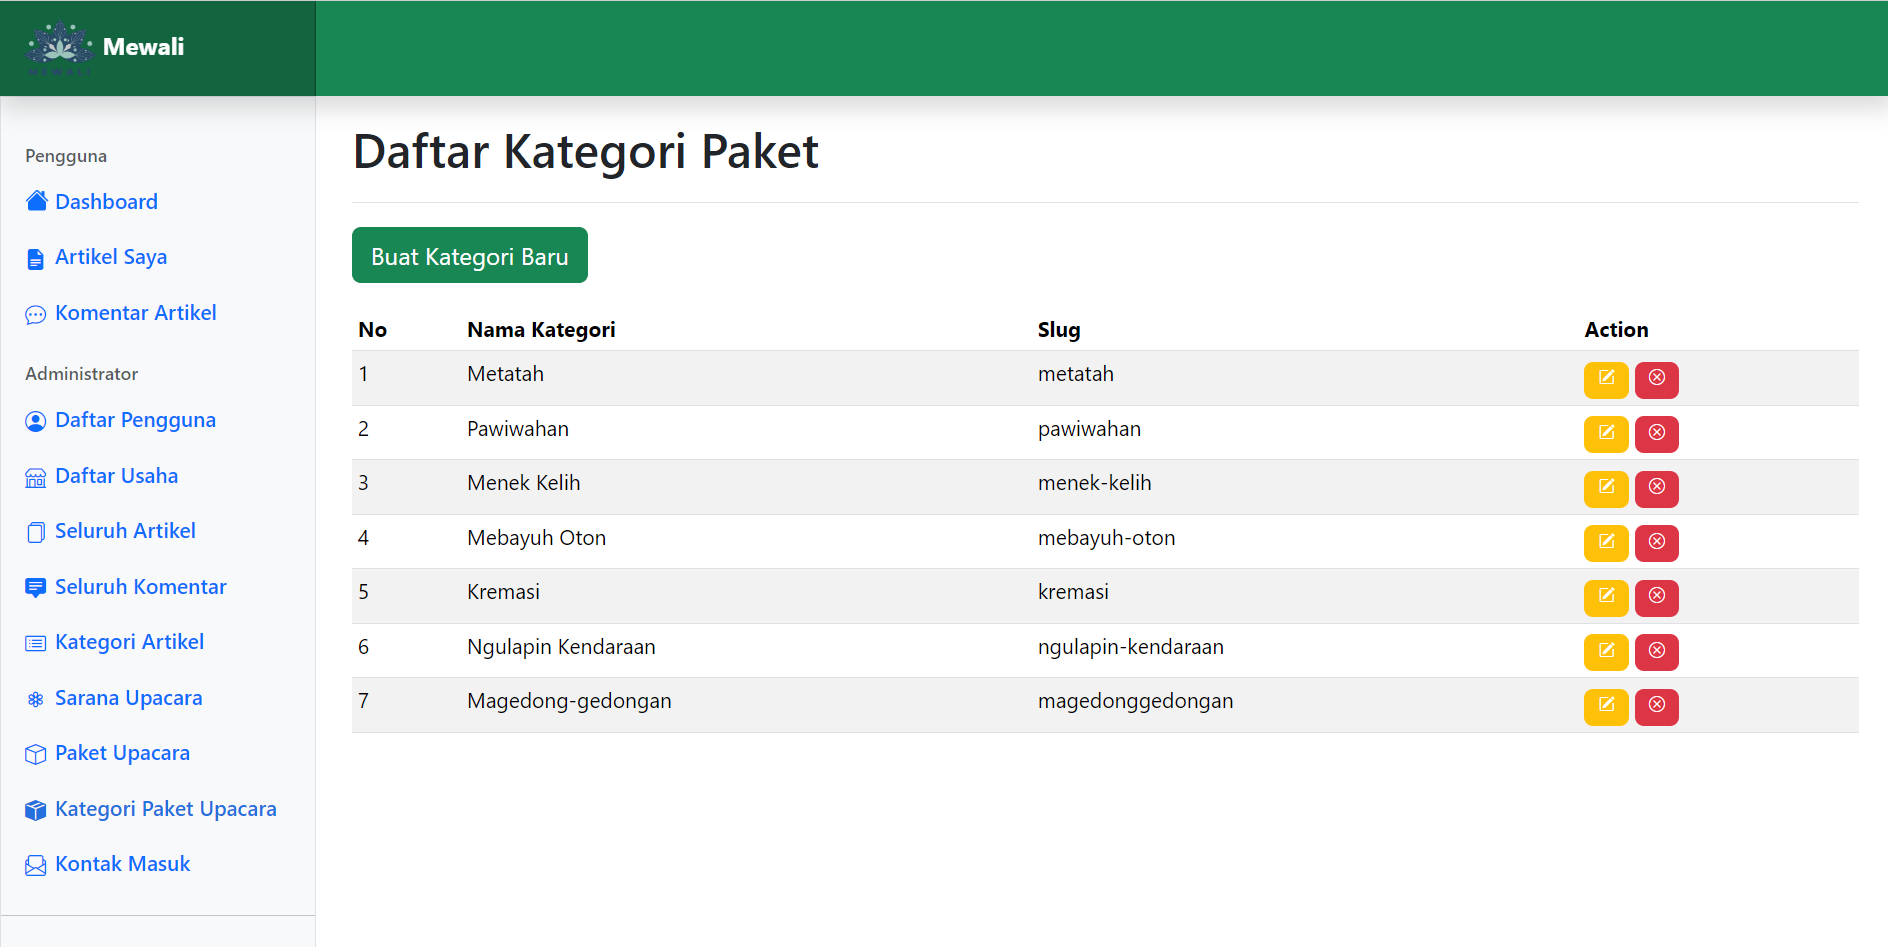 MEWALI
Mewali
Pengguna
Dashboard
Artikel Saya
Komentar Artikel
Administrator
Daftar Pengguna
Daftar Usaha
Seluruh Artikel
Seluruh Komentar
Kategori Artikel
Sarana Upacara
Paket Upacara
Kategori Paket Upacara
Kontak Masuk
Daftar Kategori Paket
Buat Kategori Baru
No Nama Kategori Slug Action
1 Metatah metatah
2 Pawiwahan pawiwahan
3 Menek Kelih menek-kelih
4 Mebayuh Oton mebayuh-oton
5 Kremasi kremasi
6 Ngulapin Kendaraan ngulapin-kendaraan
7 Magedong-gedongan magedonggedongan